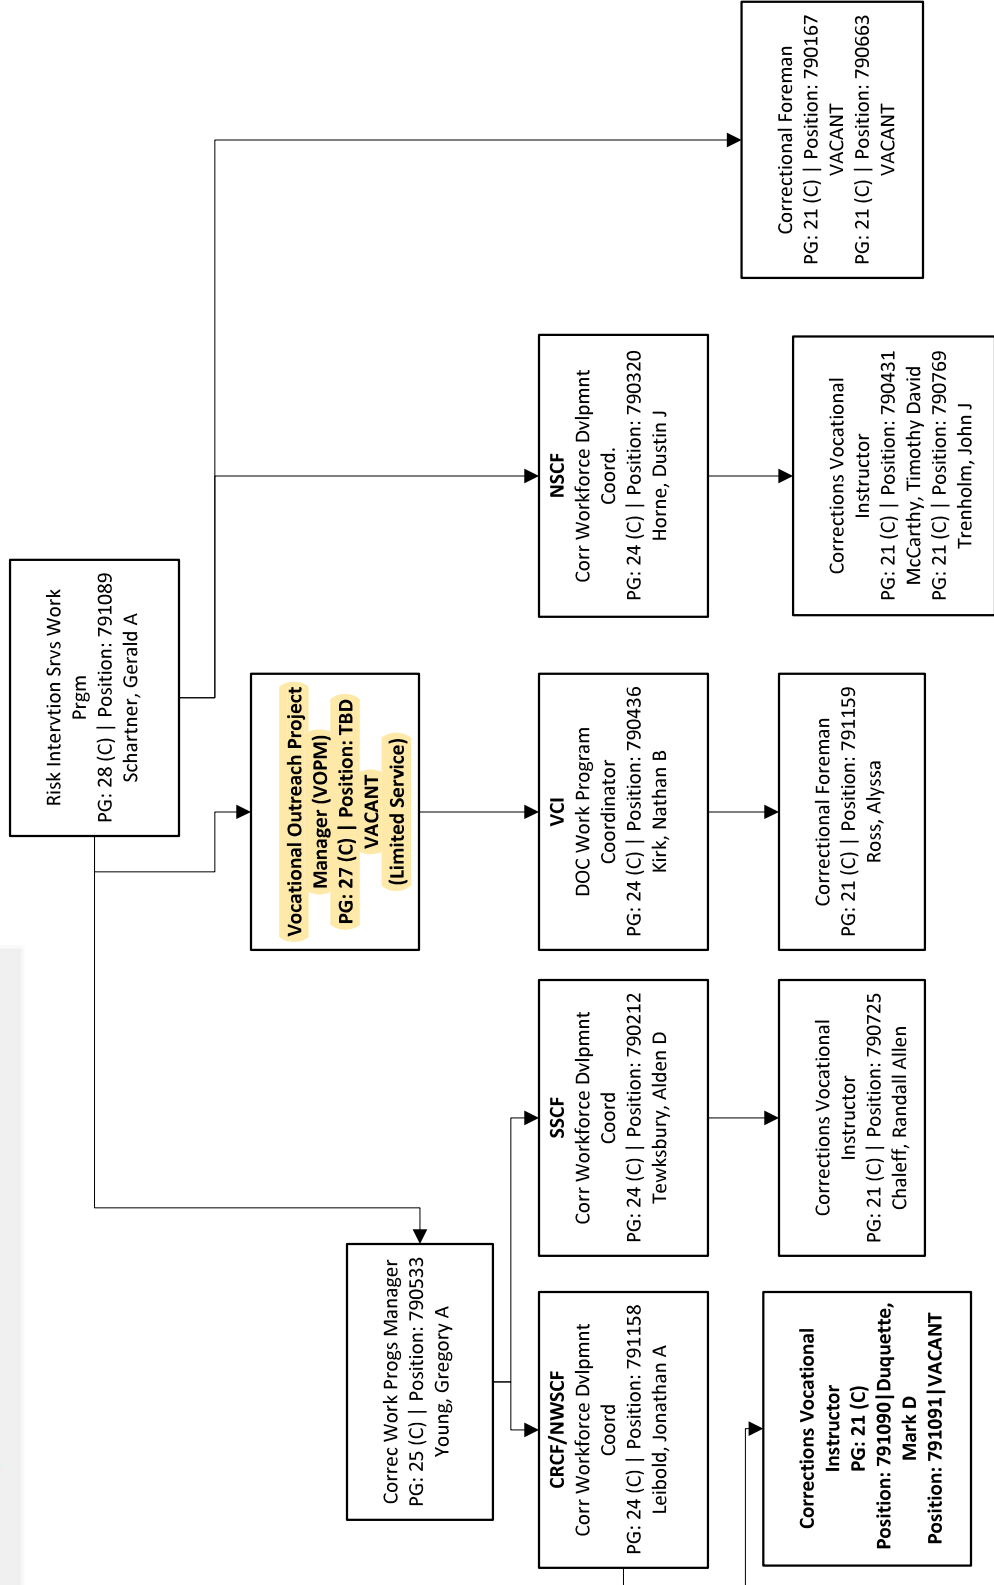 Risk Intervtion Srvs Work
Prgm
PG: 28 (C) | Position: 791089
Schartner, Gerald A
Correc Work Progs Manager
PG: 25 (C) | Position: 790533
Young, Gregory A
Vocational Outreach Project
Manager (VOPM)
PG: 27 (C) | Position: TBD
VACANT
(Limited Service)
CRCF/NWSCF
Corr Workforce Dvlpmnt
Coord
PG: 24 (C) | Position: 791158
Leibold, Jonathan A
SSCF
Corr Workforce Dvlpmnt
Coord
PG: 24 (C) | Position: 790212
Tewksbury, Alden D
VCI
DOC Work Program
Coordinator
PG: 24 (C) | Position: 790436
Kirk, Nathan B
NSCF
Corr Workforce Dvlpmnt
Coord.
PG: 24 (C) | Position: 790320
Horne, Dustin J
Corrections Vocational
Instructor
PG: 21 (C)
Position: 791090|Duquette,
Mark D
Position: 791091|VACANT
Corrections Vocational
Instructor
PG: 21 (C) | Position: 790725
Chaleff, Randall Allen
Correctional Foreman
PG: 21 (C) | Position: 791159
Ross, Alyssa
Corrections Vocational
Instructor
PG: 21 (C) | Position: 790431
McCarthy, Timothy David
PG: 21 (C) | Position: 790769
Trenholm, John J
Correctional Foreman
PG: 21 (C) | Position: 790167
VACANT
PG: 21 (C) | Position: 790663
VACANT